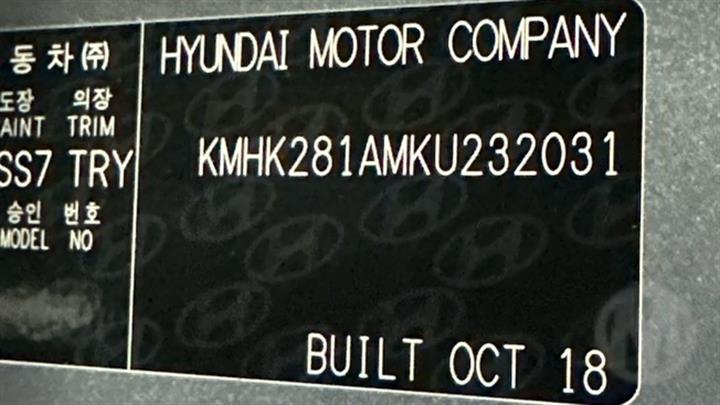 동차㈜
HYUNDAI MOTOR COMPANY
도장 의장
AINT TRIM
SS7 TRY
KMHK281AMKU232031
승인 번호
MODEL NO
BUILT OCT 18